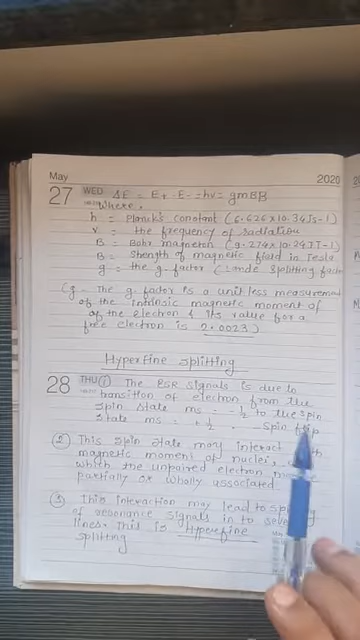 May
2020
27 WED ΔE = E+ - E- = hν = gmBB
Where,
h = Planck's constant (6.626x10.34Js-1)
v = the frequency of radiation
B = Bohr magneton (9.274x10.24JT-1)
B = Strength of magnetic fluid in Tesla
g = the g-factor (Lande splitting factor
(g = The g factor is a unit less measurement
of the intrinsic magnetic moment of
of the electron & its value for a
free electron is 2.0023)
Hyperfine Splitting
28 THU ① The ESR signals is due to
transition of electron from the
spin state ms = -1/2 to the spin
state ms = + 1/2 . — spin flip
② This spin state may interact with
magnetic moment of nuclei,
which the unpaired electron
partially or wholly associated
③ This interaction may lead to
of resonance signals in to
lines. This is Hyperfine
splitting